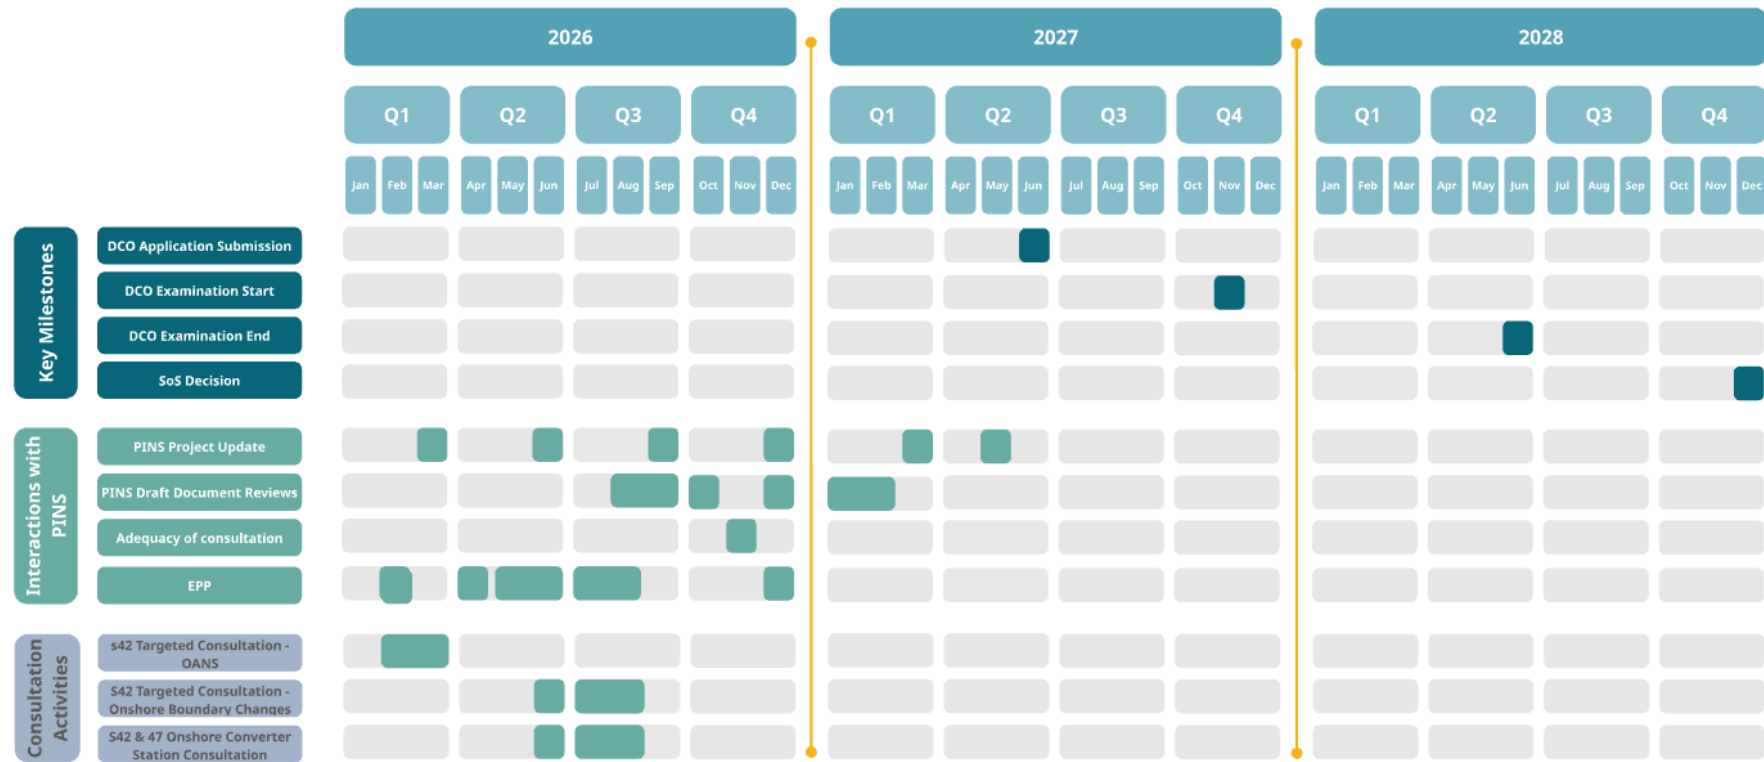 2026
2027
2028
Q1 Q2 Q3 Q4
Q1 Q2 Q3 Q4
Q1 Q2 Q3 Q4
Jan Feb Mar Apr May Jun Jul Aug Sep Oct Nov Dec
Jan Feb Mar Apr May Jun Jul Aug Sep Oct Nov Dec
Jan Feb Mar Apr May Jun Jul Aug Sep Oct Nov Dec
Key Milestones
DCO Application Submission
DCO Examination Start
DCO Examination End
SoS Decision
Interactions with
PINS
PINS Project Update
PINS Draft Document Reviews
Adequacy of consultation
EPP
Consultation
Activities
s42 Targeted Consultation -
OANS
S42 Targeted Consultation -
Onshore Boundary Changes
S42 & 47 Onshore Converter
Station Consultation